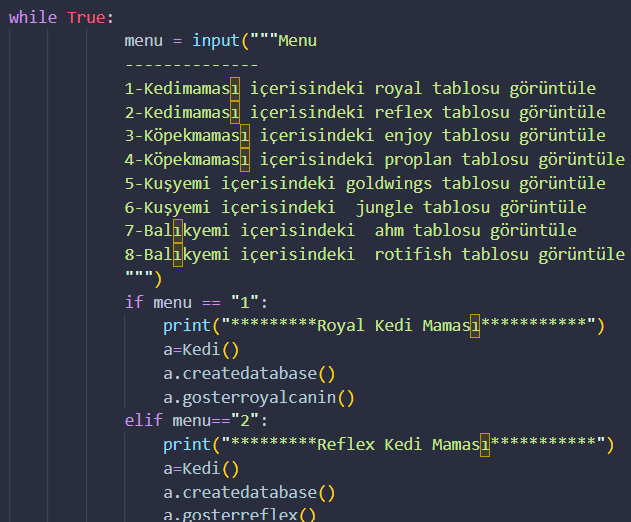 while True:
menu = input("""Menu
--------------
1-Kedimaması içerisindeki royal tablosu görüntüle
2-Kedimaması içerisindeki reflex tablosu görüntüle
3-Köpekmaması içerisindeki enjoy tablosu görüntüle
4-Köpekmaması içerisindeki proplan tablosu görüntüle
5-Kuşyemi içerisindeki goldwings tablosu görüntüle
6-Kuşyemi içerisindeki  jungle tablosu görüntüle
7-Balıkyemi içerisindeki  ahm tablosu görüntüle
8-Balıkyemi içerisindeki  rotifish tablosu görüntüle
""")
if menu == "1":
print("*********Royal Kedi Maması***********")
a=Kedi()
a.createdatabase()
a.gosterroyalcanin()
elif menu=="2":
print("*********Reflex Kedi Maması***********")
a=Kedi()
a.createdatabase()
a.gosterreflex()